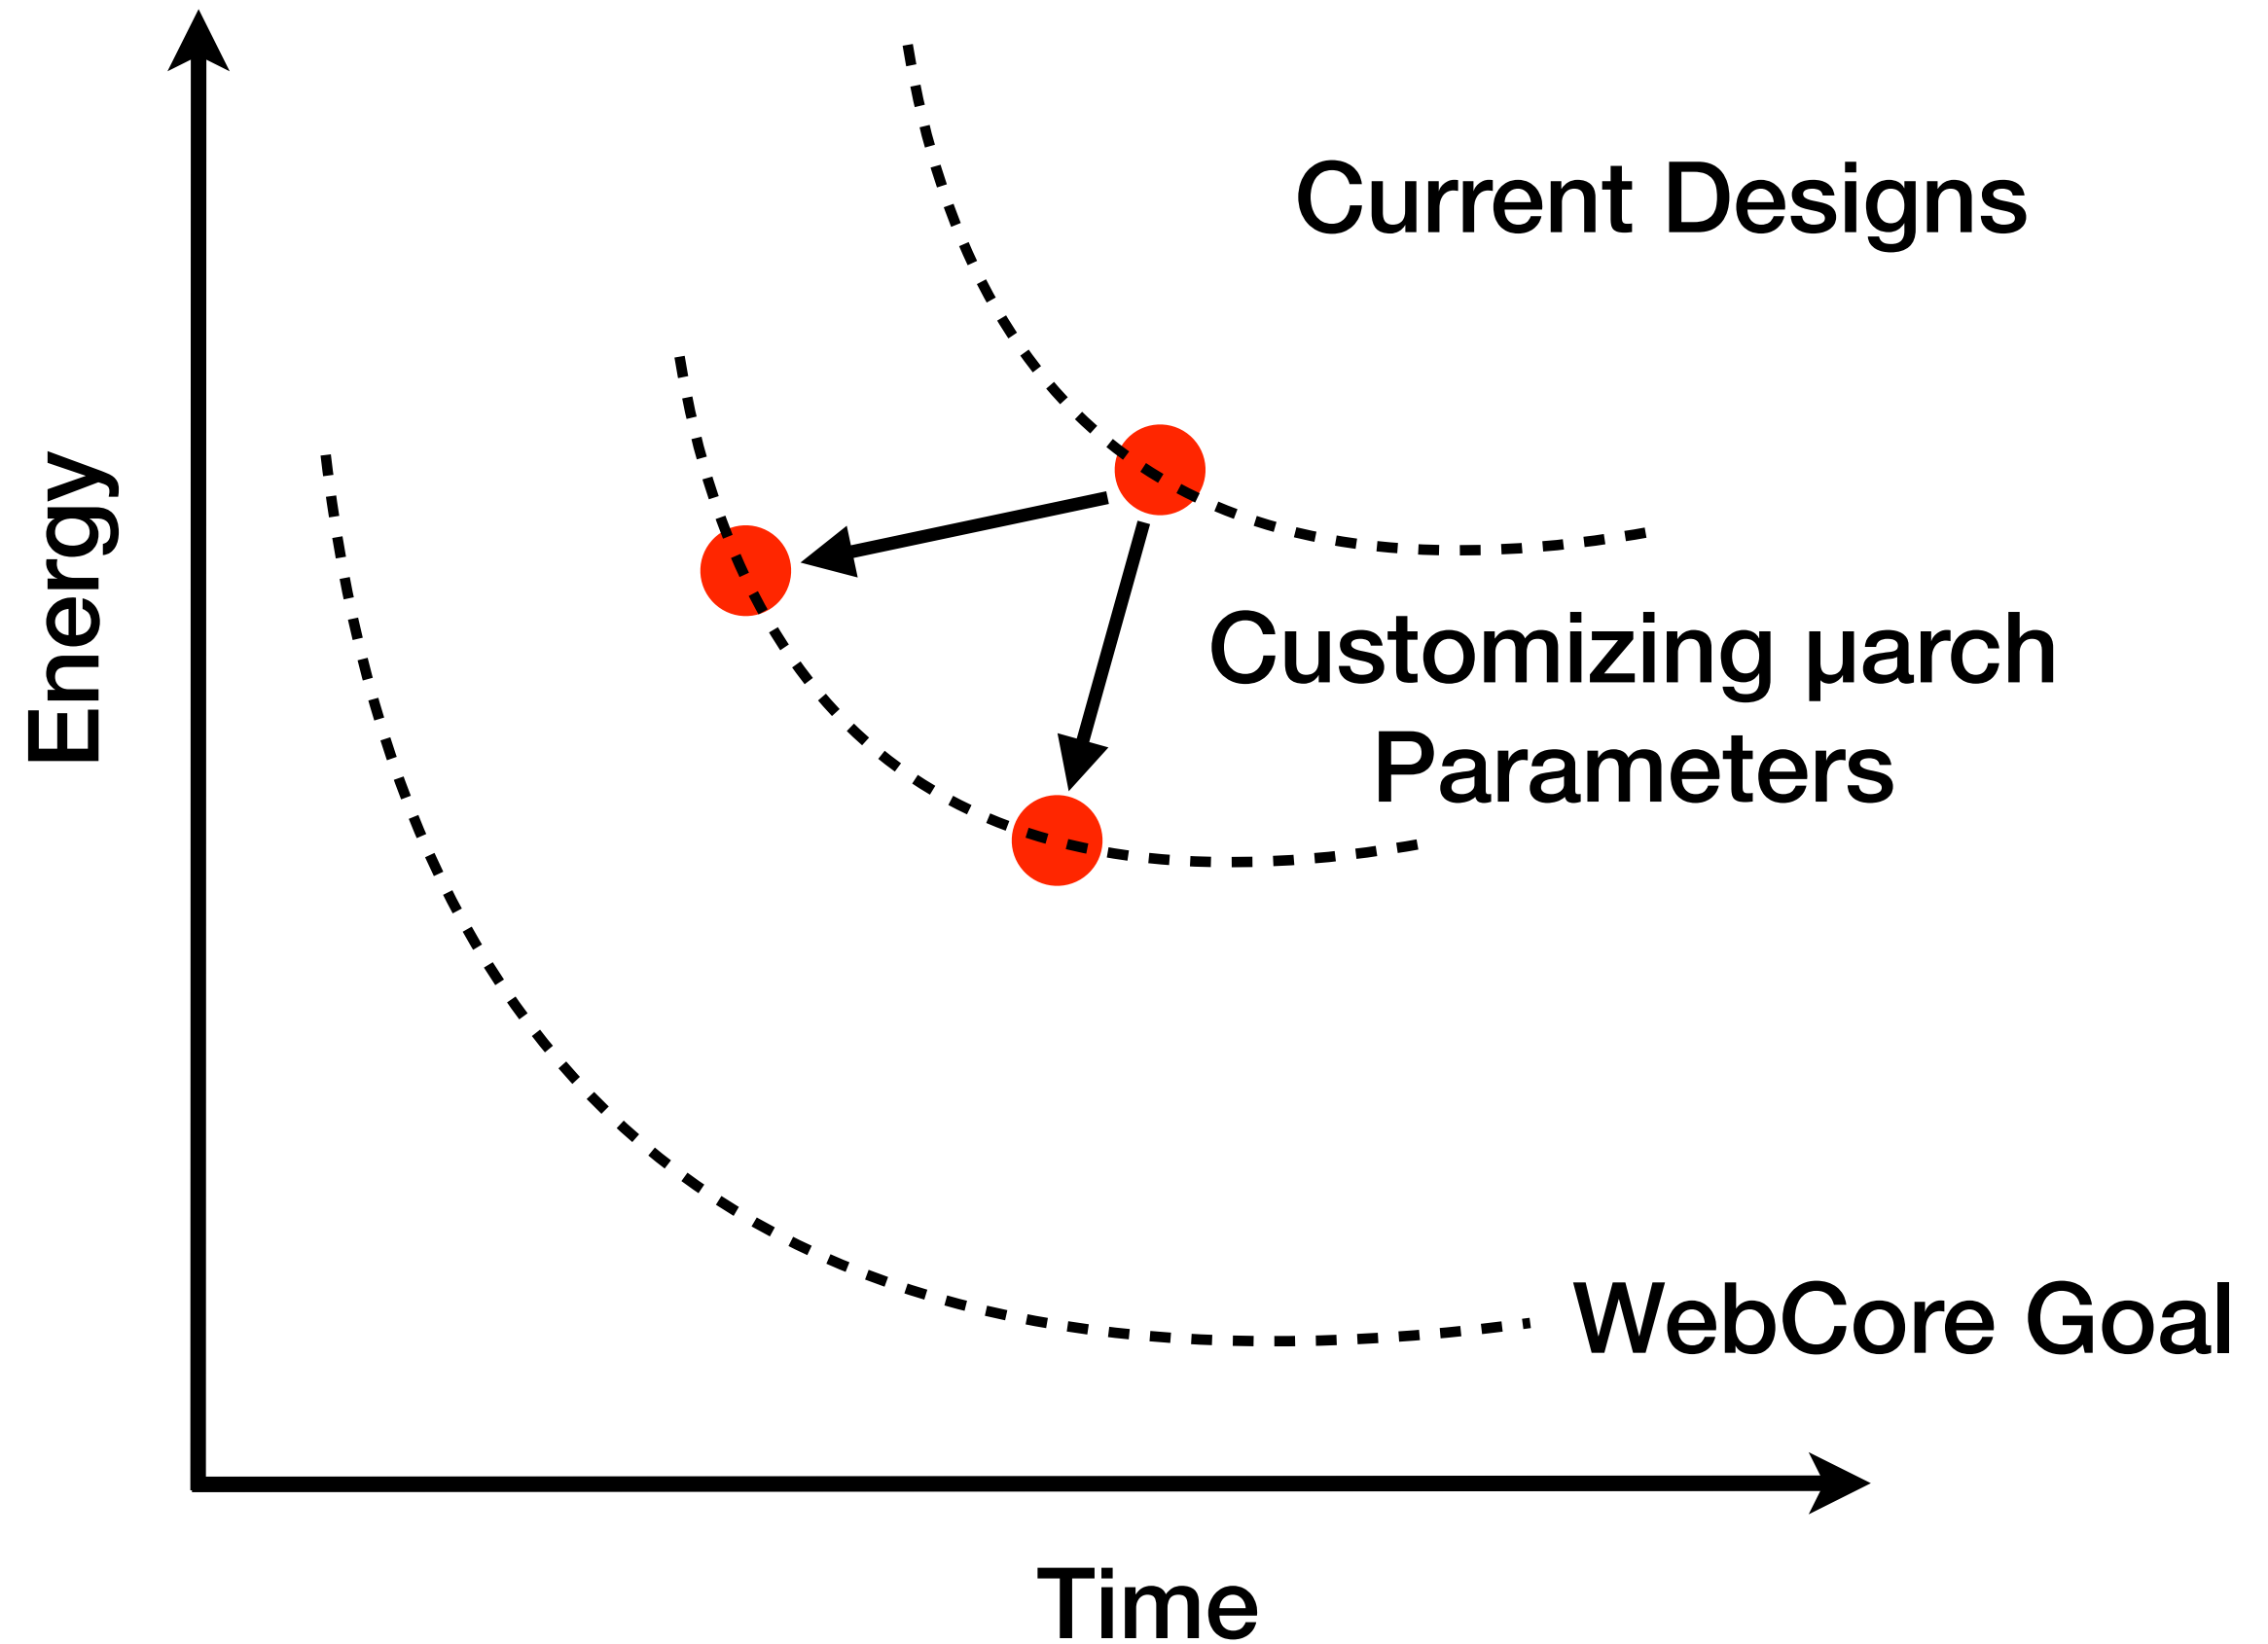 Current Designs
Energy
Customizing µarch
Parameters
WebCore Goal
Time